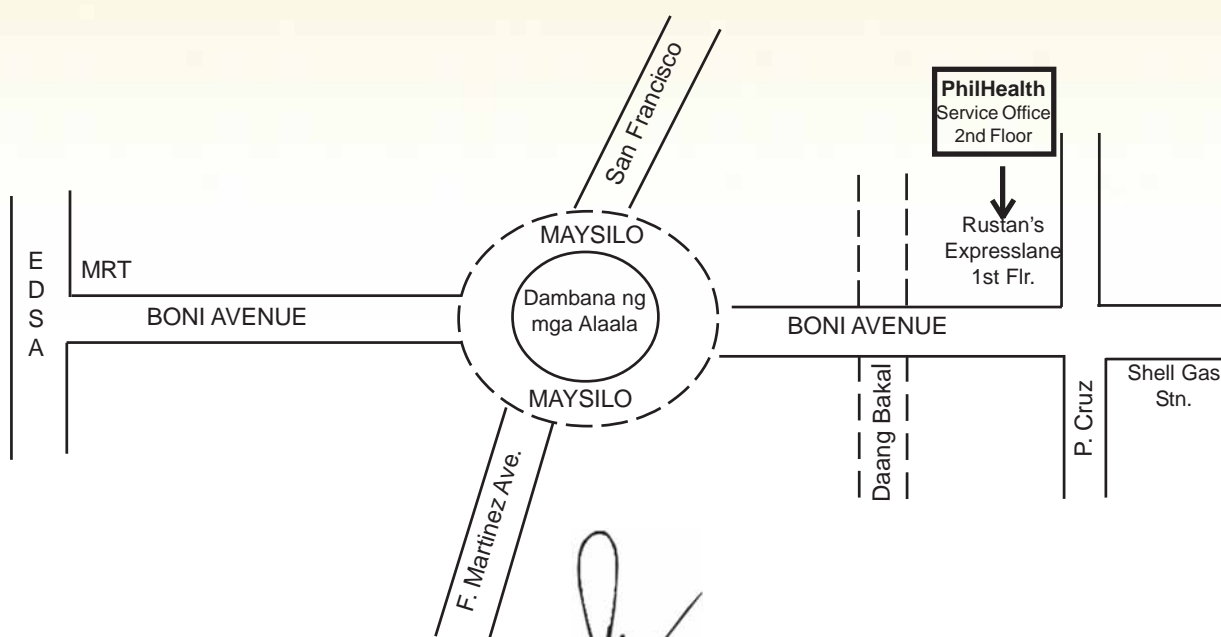 San Francisco
PhilHealth
Service Office
2nd Floor
Rustan's
Expresslane
1st Flr.
EDSA
MRT
BONI AVENUE
MAYSILO
Dambana ng
mga Alaala
MAYSILO
BONI AVENUE
Daang Bakal
P. Cruz
Shell Gas
Stn.
F. Martinez Ave.